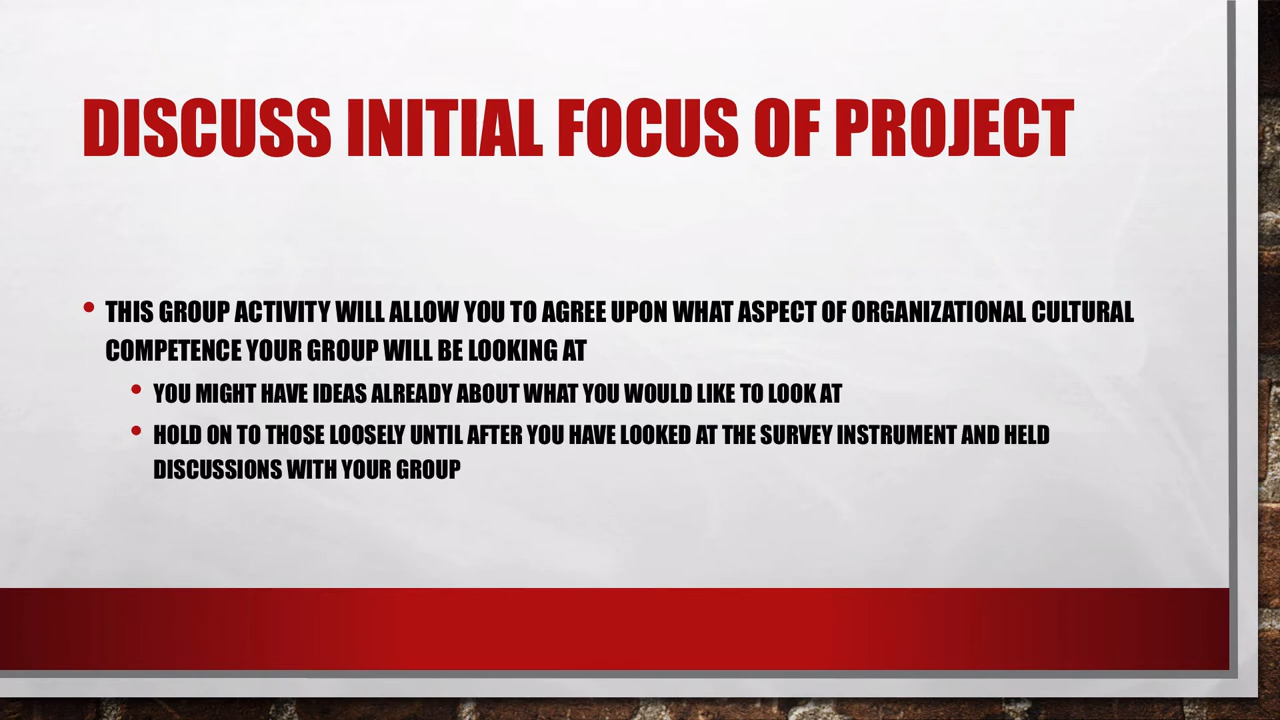 DISCUSS INITIAL FOCUS OF PROJECT
• THIS GROUP ACTIVITY WILL ALLOW YOU TO AGREE UPON WHAT ASPECT OF ORGANIZATIONAL CULTURAL
COMPETENCE YOUR GROUP WILL BE LOOKING AT
• YOU MIGHT HAVE IDEAS ALREADY ABOUT WHAT YOU WOULD LIKE TO LOOK AT
• HOLD ON TO THOSE LOOSELY UNTIL AFTER YOU HAVE LOOKED AT THE SURVEY INSTRUMENT AND HELD
DISCUSSIONS WITH YOUR GROUP